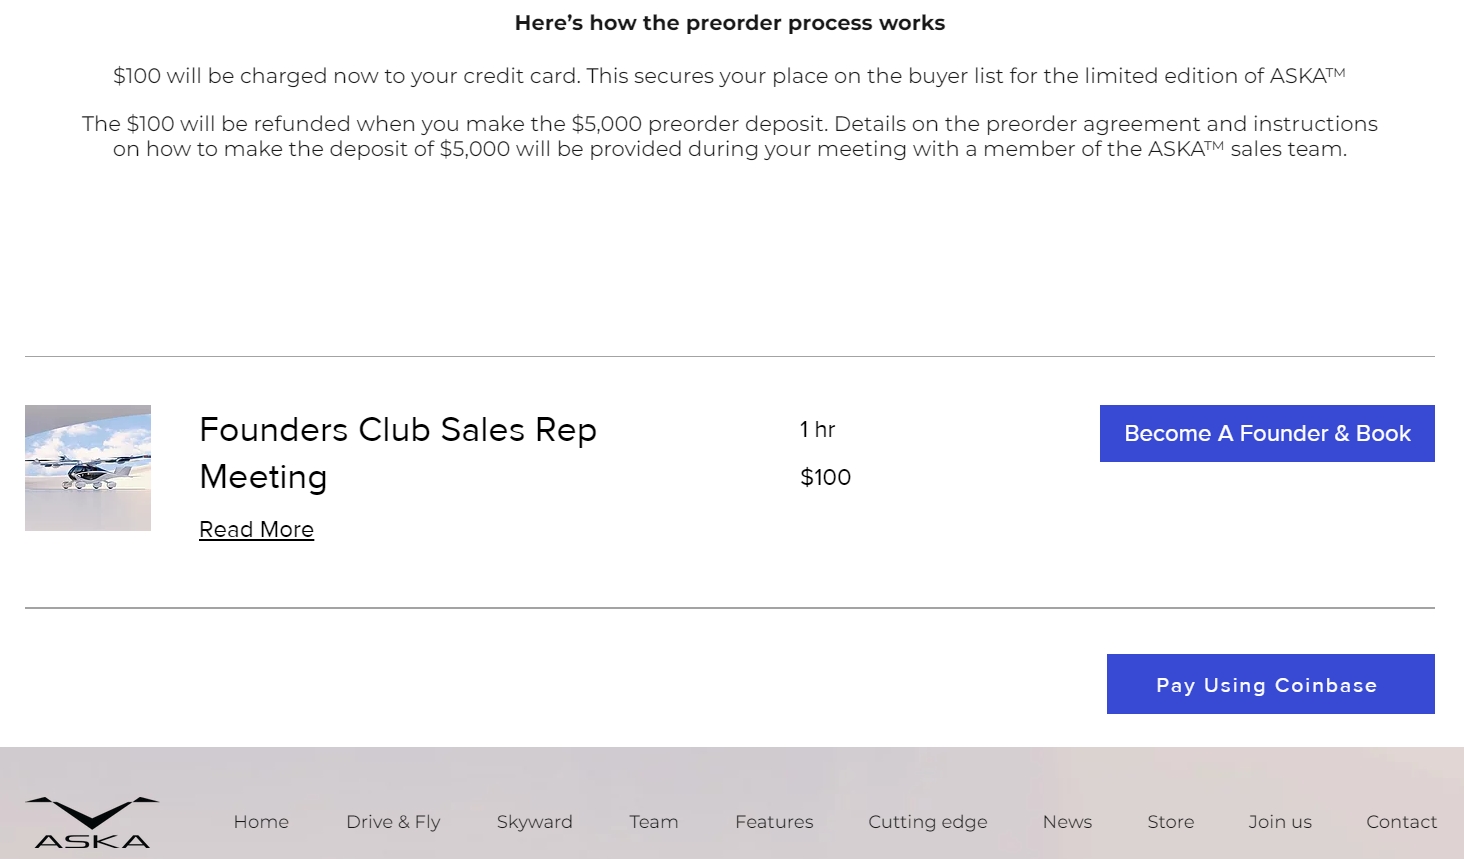 Here’s how the preorder process works
$100 will be charged now to your credit card. This secures your place on the buyer list for the limited edition of ASKA™
The $100 will be refunded when you make the $5,000 preorder deposit. Details on the preorder agreement and instructions
on how to make the deposit of $5,000 will be provided during your meeting with a member of the ASKA™ sales team.
Founders Club Sales Rep
Meeting
Read More
1 hr
$100
Become A Founder & Book
Pay Using Coinbase
ASKA
Home Drive & Fly Skyward Team Features Cutting edge News Store Join us Contact